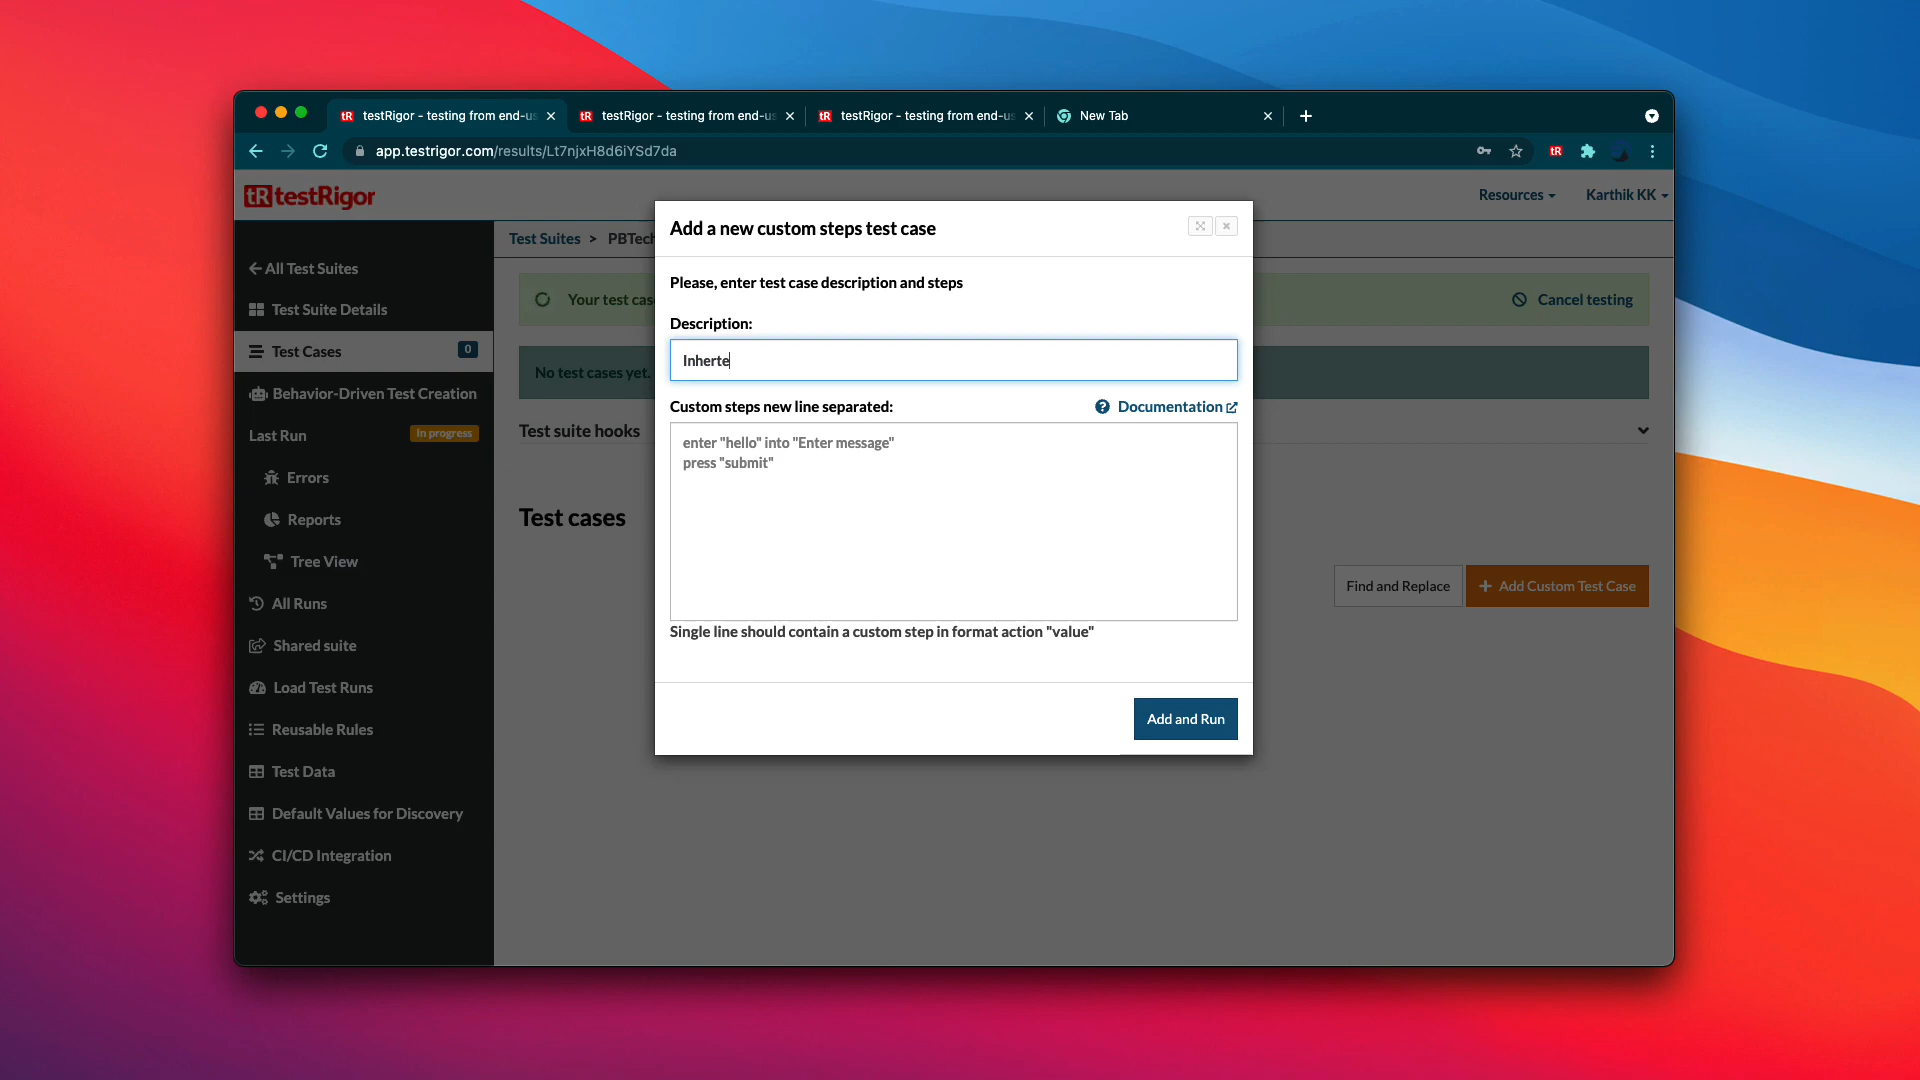 tR testRigor - testing from end-us
tR testRigor - testing from end-us
tR testRigor - testing from end-us
New Tab
app.testrigor.com/results/Lt7njxH8d6iYSd7da
tR
tR testRigor
Resources
Karthik KK
All Test Suites
Test Suite Details
Test Cases
0
Behavior-Driven Test Creation
Last Run
In progress
Errors
Reports
Tree View
All Runs
Shared suite
Load Test Runs
Reusable Rules
Test Data
Default Values for Discovery
CI/CD Integration
Settings
Test Suites > PBTech
Your test cas
Cancel testing
No test cases yet.
Test suite hooks
Test cases
Find and Replace
+ Add Custom Test Case
Add a new custom steps test case
Please, enter test case description and steps
Description:
Inherte
Custom steps new line separated:
Documentation
enter "hello" into "Enter message"
press "submit"
Single line should contain a custom step in format action "value"
Add and Run